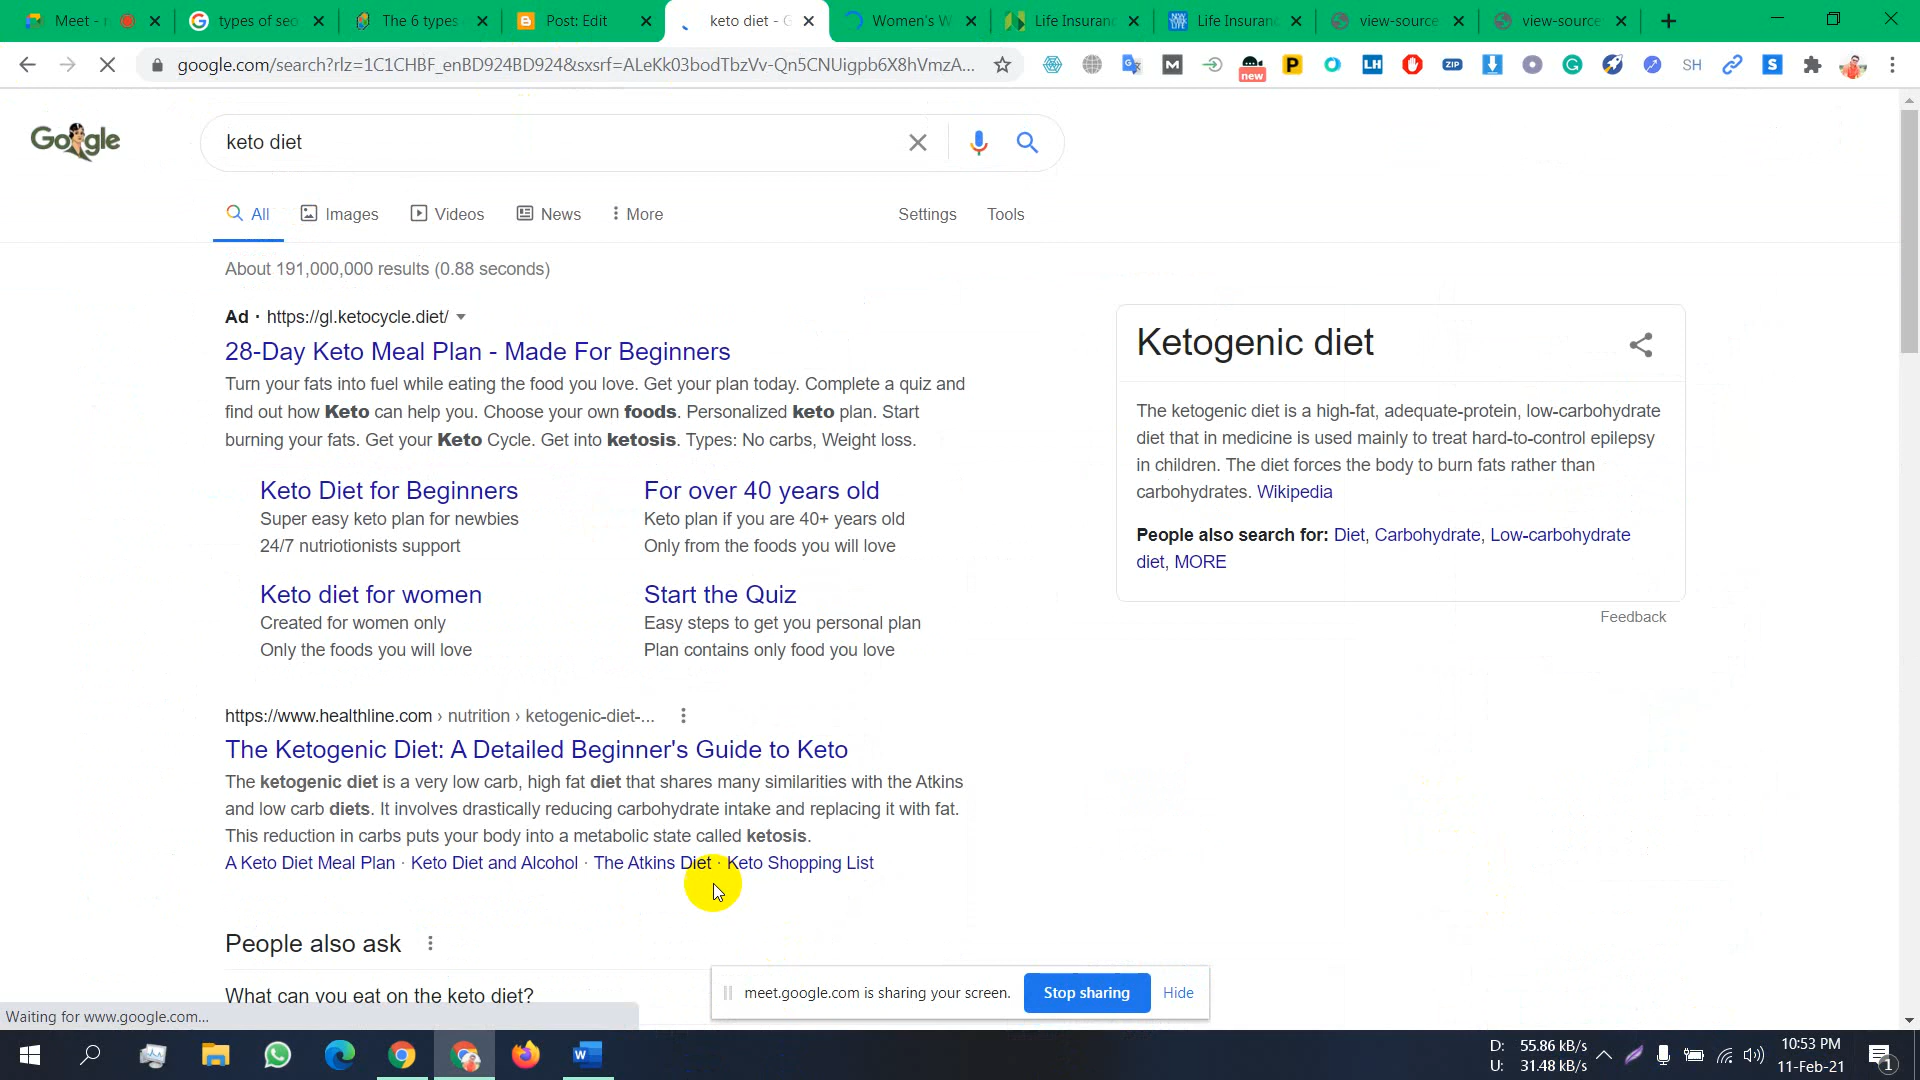 Meet - 
types of seo
The 6 types
Post: Edit
keto diet - G
Women's W
Life Insuran
Life Insuran
view-source
view-source
google.com/search?rlz=1C1CHBF_enBD924BD924&sxsrf=ALeKk03bodTbzVv-Qn5CNUigpb6X8hVmzA...
new
LH
ZIP
SH
Google
keto diet
All
Images
Videos
News
More
Settings
Tools
About 191,000,000 results (0.88 seconds)
Ad · https://gl.ketocycle.diet/
28-Day Keto Meal Plan - Made For Beginners
Turn your fats into fuel while eating the food you love. Get your plan today. Complete a quiz and
find out how Keto can help you. Choose your own foods. Personalized keto plan. Start
burning your fats. Get your Keto Cycle. Get into ketosis. Types: No carbs, Weight loss.
Keto Diet for Beginners
Super easy keto plan for newbies
24/7 nutriotionists support
For over 40 years old
Keto plan if you are 40+ years old
Only from the foods you will love
Keto diet for women
Created for women only
Only the foods you will love
Start the Quiz
Easy steps to get you personal plan
Plan contains only food you love
https://www.healthline.com › nutrition › ketogenic-diet-...
The Ketogenic Diet: A Detailed Beginner's Guide to Keto
The ketogenic diet is a very low carb, high fat diet that shares many similarities with the Atkins
and low carb diets. It involves drastically reducing carbohydrate intake and replacing it with fat.
This reduction in carbs puts your body into a metabolic state called ketosis.
A Keto Diet Meal Plan · Keto Diet and Alcohol · The Atkins Diet · Keto Shopping List
People also ask
What can you eat on the keto diet?
Ketogenic diet
The ketogenic diet is a high-fat, adequate-protein, low-carbohydrate
diet that in medicine is used mainly to treat hard-to-control epilepsy
in children. The diet forces the body to burn fats rather than
carbohydrates. Wikipedia
People also search for: Diet, Carbohydrate, Low-carbohydrate
diet, MORE
Feedback
meet.google.com is sharing your screen.
Stop sharing
Hide
Waiting for www.google.com...
D: 55.86 kB/s
U: 31.48 kB/s
10:53 PM
11-Feb-21
1